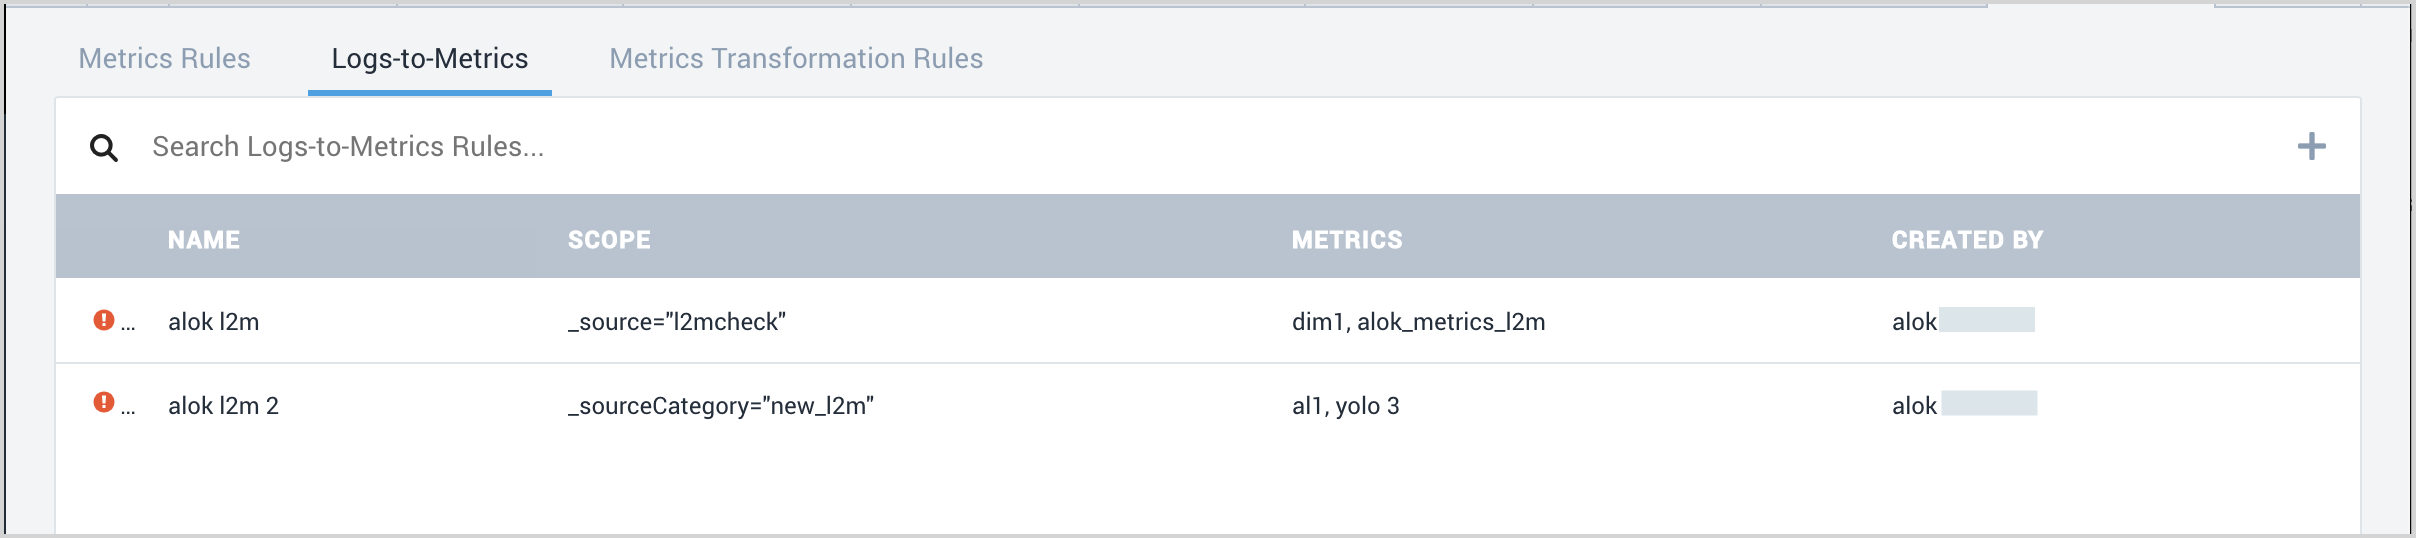 Metrics Rules Logs-to-Metrics Metrics Transformation Rules
Search Logs-to-Metrics Rules...
NAME SCOPE METRICS CREATED BY
! ... alok l2m _source="l2mcheck" dim1, alok_metrics_l2m alok
! ... alok l2m 2 _sourceCategory="new_l2m" al1, yolo 3 alok